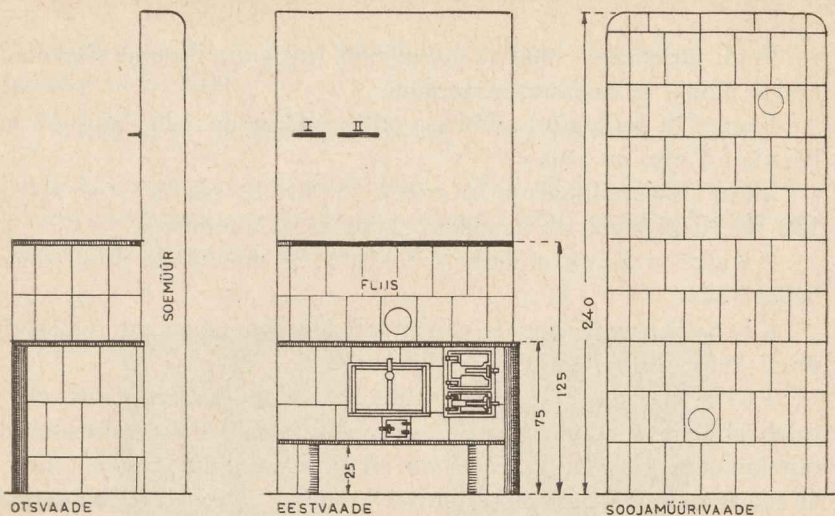 I II
SOEMÜÜR
FLIIS
25
75
125
240
OTSVAADE
EESTVAADE
SOOJAMÜÜRIVAADE